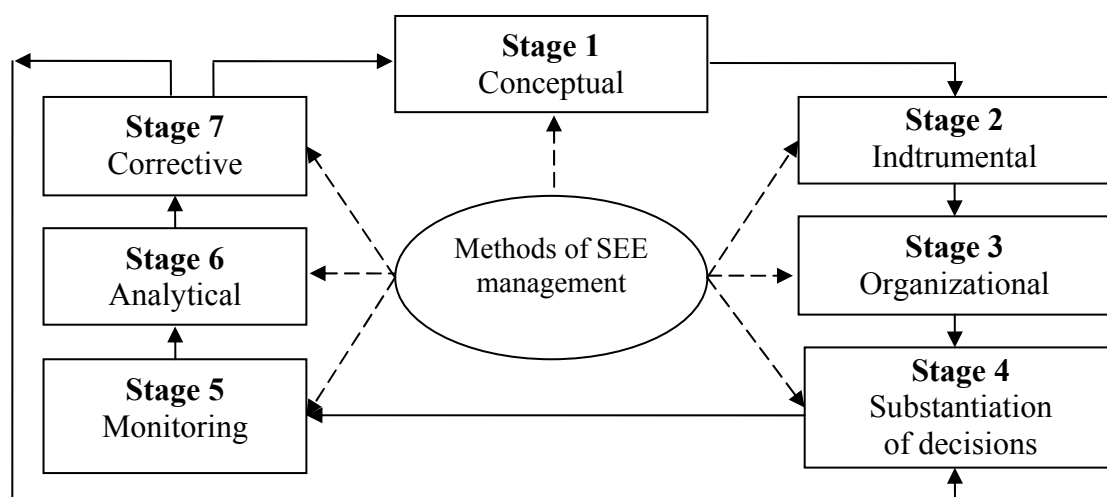 Stage 1
Conceptual
Stage 2
Indtrumental
Stage 3
Organizational
Stage 4
Substantiation
of decisions
Stage 5
Monitoring
Stage 6
Analytical
Stage 7
Corrective
Methods of SEE
management